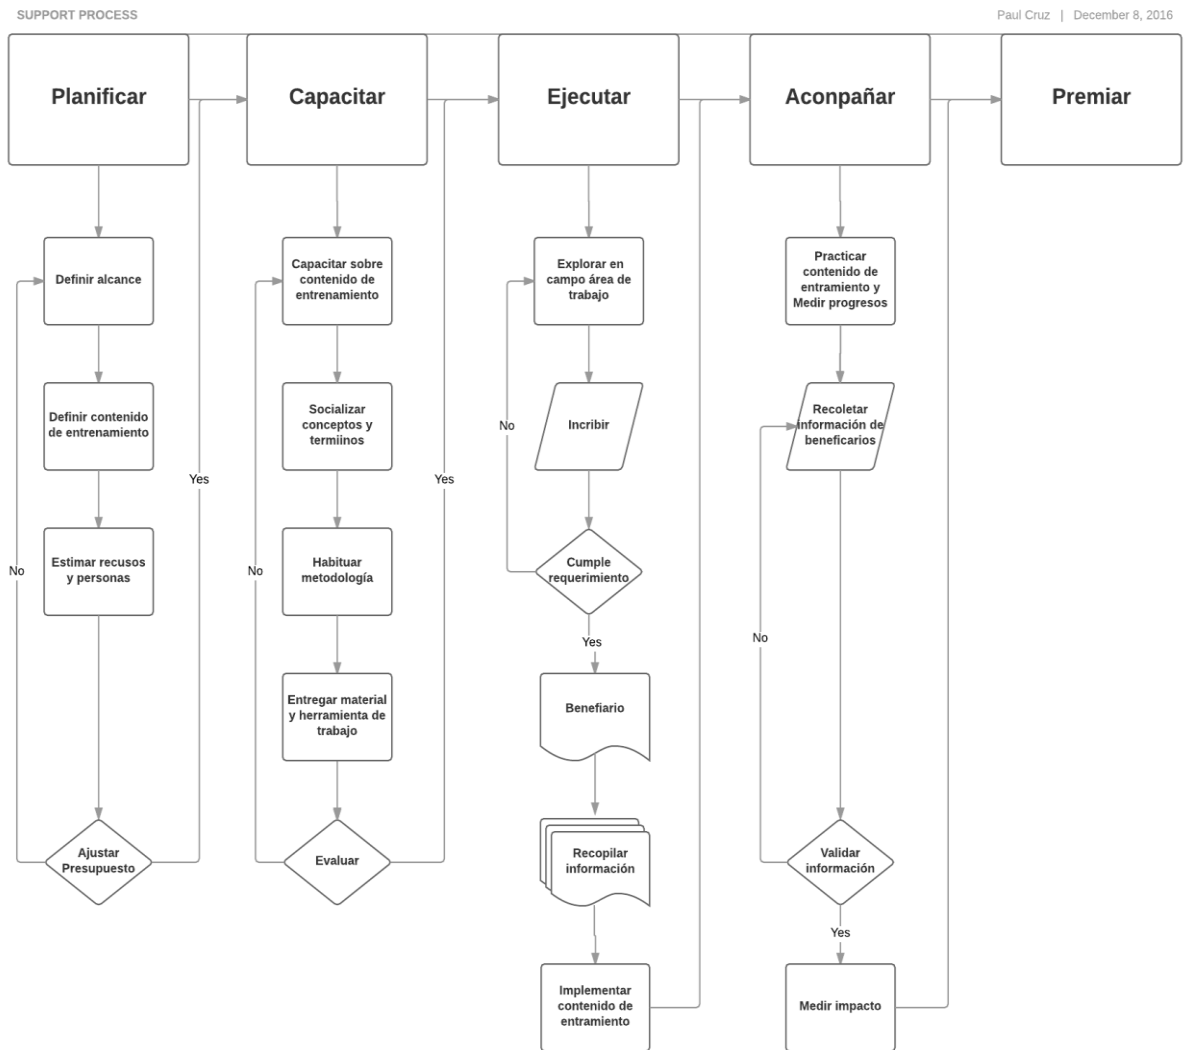 SUPPORT PROCESS
Paul Cruz | December 8, 2016
Planificar
Capacitar
Ejecutar
Aconpañar
Premiar
Definir alcance
Definir contenido
de entrenamiento
Estimar recusos
y personas
Ajustar
Presupuesto
No
Yes
Capacitar sobre
contenido de
entrenamiento
Socializar
conceptos y
termiinos
Habituar
metodología
Entregar material
y herramienta de
trabajo
Evaluar
No
Yes
Explorar en
campo área de
trabajo
Incribir
Cumple
requerimiento
No
Yes
Benefiario
Recopilar
información
Implementar
contenido de
entramiento
Practicar
contenido de
entramiento y
Medir progresos
Recoletar
información de
beneficarios
No
Validar
información
Yes
Medir impacto